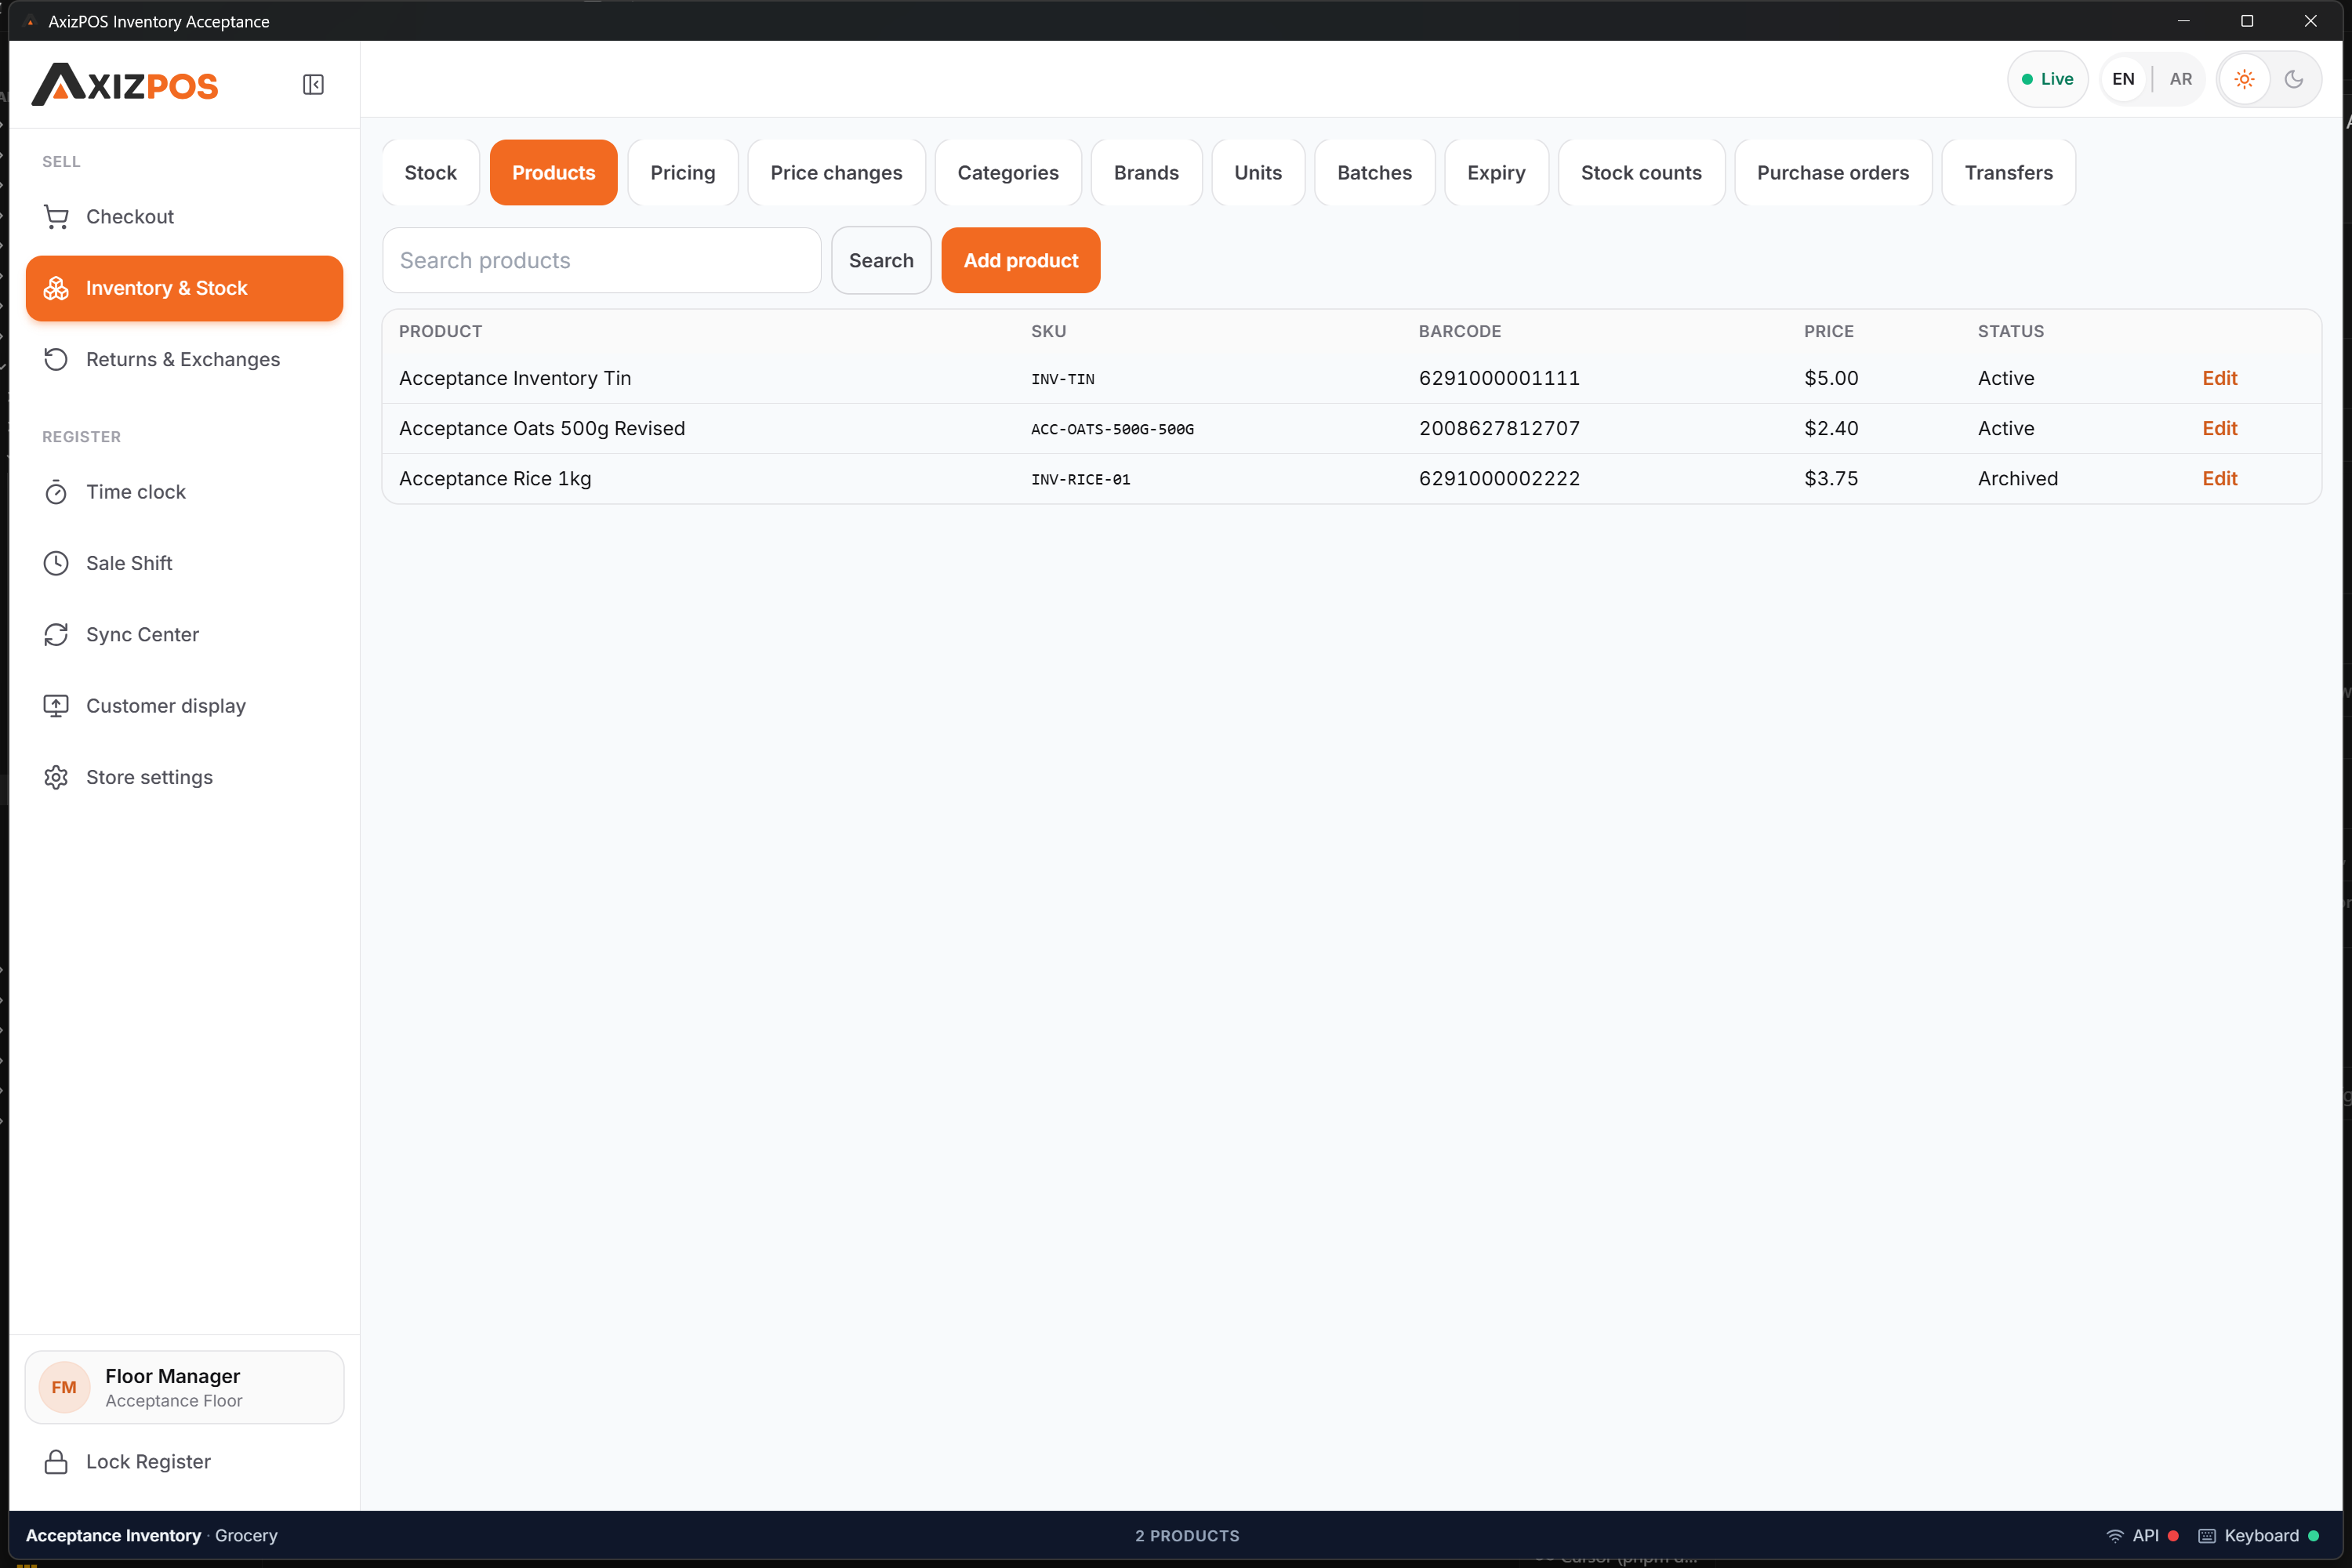 AxizPOS Inventory Acceptance
AXIZPOS
Live
EN
AR
SELL
Checkout
Inventory & Stock
Returns & Exchanges
REGISTER
Time clock
Sale Shift
Sync Center
Customer display
Store settings
Stock
Products
Pricing
Price changes
Categories
Brands
Units
Batches
Expiry
Stock counts
Purchase orders
Transfers
Search products
Search
Add product
PRODUCT SKU BARCODE PRICE STATUS
Acceptance Inventory Tin INV-TIN 6291000001111 $5.00 Active Edit
Acceptance Oats 500g Revised ACC-OATS-500G-500G 2008627812707 $2.40 Active Edit
Acceptance Rice 1kg INV-RICE-01 6291000002222 $3.75 Archived Edit
FM
Floor Manager
Acceptance Floor
Lock Register
Acceptance Inventory · Grocery
2 PRODUCTS
API
Keyboard